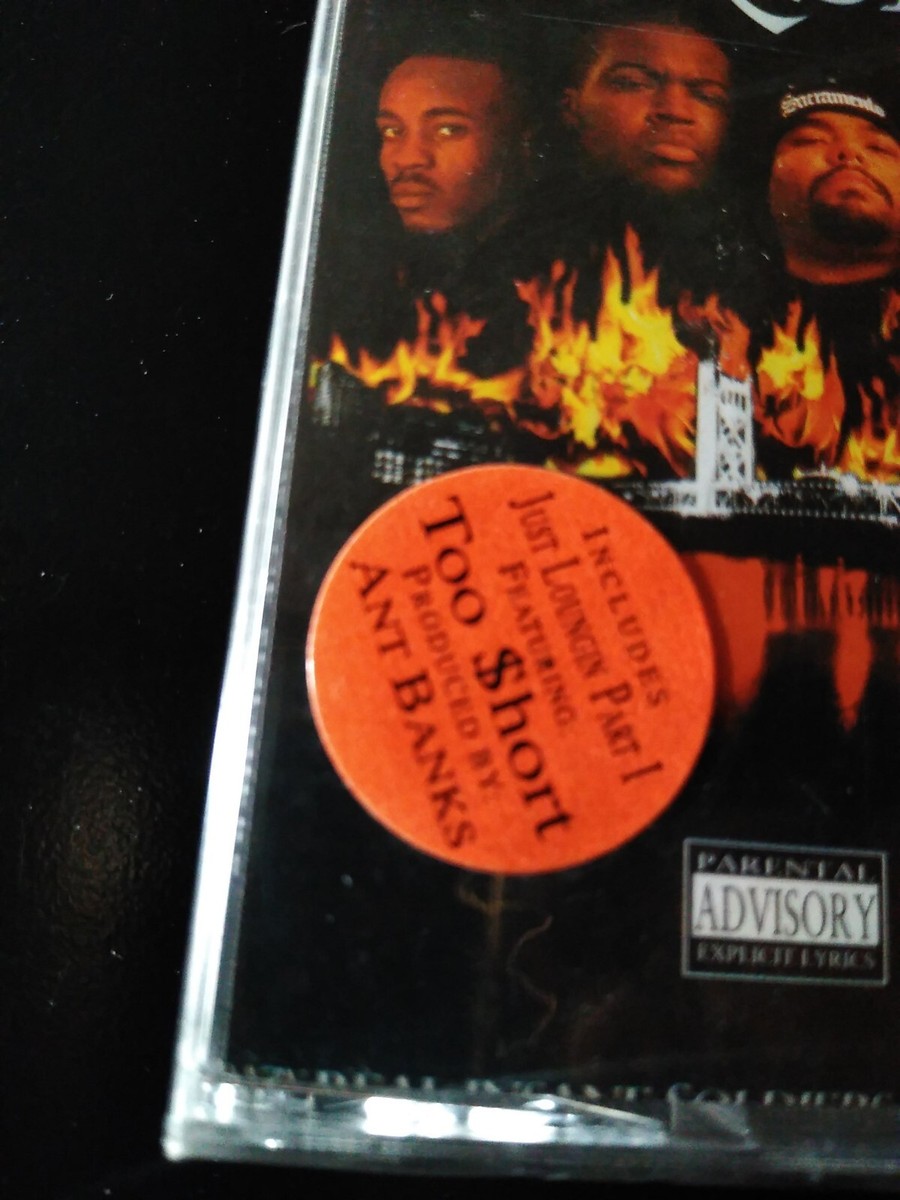 Sacramento
INCLUDES
JUST LOUNGIN PART I
FEATURING:
TOO $hort
PRODUCED BY:
ANT BANKS
PARENTAL
ADVISORY
EXPLICIT LYRICS